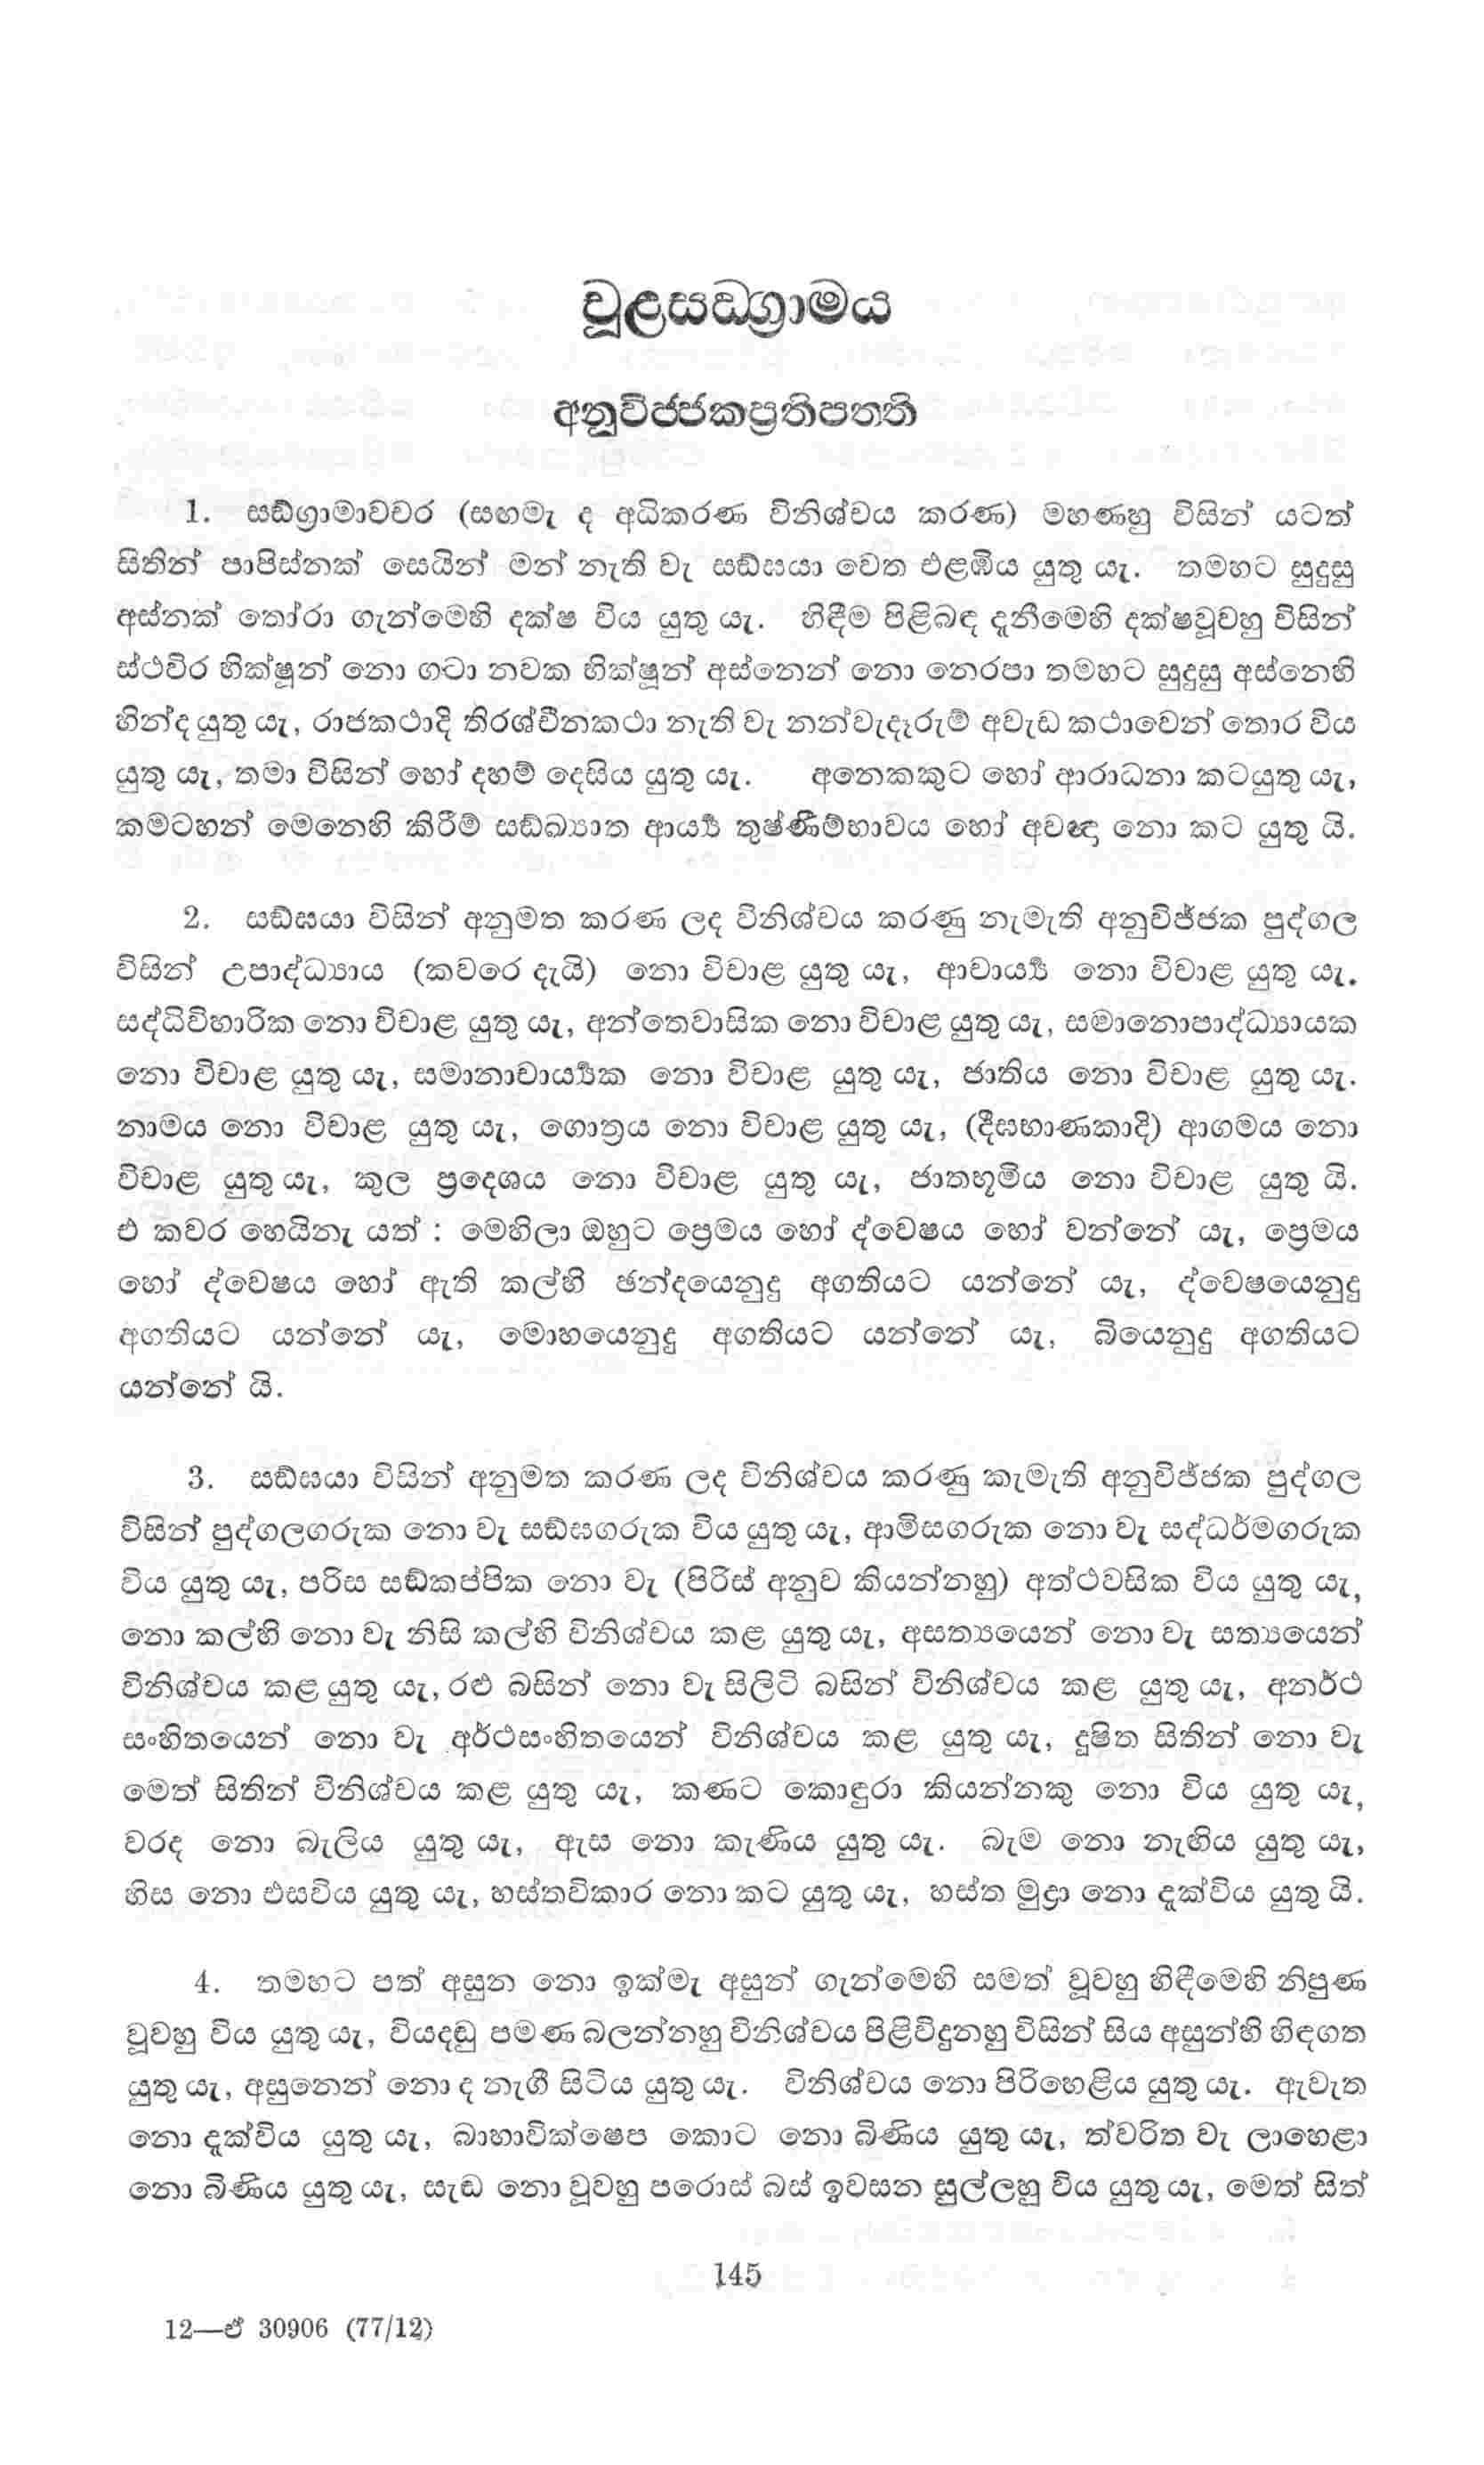 චූළසඞග්‍රාමය
අනුවිජ්ජකප්‍රතිපත්ති
1. සඞ්ග්‍රාමාවචර (සඟමැ ද අධිකරණ විනිශ්චය කරණ) මහණහු විසින් යටත්
සිතින් පාපිස්නක් සෙයින් මන් නැති වැ සඞ්ඝයා වෙත එළඹිය යුතු යැ. තමහට සුදුසු
අස්නක් තෝරා ගැන්මෙහි දක්ෂ විය යුතු යැ. හිඳීම පිළිබඳ දැනීමෙහි දක්ෂවූවහු විසින්
ස්ථවිර භික්ෂූන් නො ගටා නවක භික්ෂූන් අස්නෙන් නො නෙරපා තමහට සුදුසු අස්නෙහි
හින්ද යුතු යැ, රාජකථාදි තිරශ්චීනකථා නැති වැ නන්වැදෑරුම් අවැඩ කථාවෙන් තොර විය
යුතු යැ, තමා විසින් හෝ දහම් දෙසිය යුතු යැ. අනෙකකුට හෝ ආරාධනා කටයුතු යැ,
කමටහන් මෙනෙහි කිරීම් සඞ්ඛ්‍යාත ආර්‍ය්‍ය තුෂ්ණීම්භාවය හෝ අවඥා නො කට යුතු යි.
2. සඞ්ඝයා විසින් අනුමත කරණ ලද විනිශ්චය කරණු නැමැති අනුවිජ්ජක පුද්ගල
විසින් උපාද්ධ්‍යාය (කවරෙ දැයි) නො විචාළ යුතු යැ, ආචාර්‍ය්‍ය නො විචාළ යුතු යැ.
සද්ධිවිහාරික නො විචාළ යුතු යැ, අන්තෙවාසික නො විචාළ යුතු යැ, සමානොපාද්ධ්‍යායක
නො විචාළ යුතු යැ, සමානාචාර්‍ය්‍යක නො විචාළ යුතු යැ, ජාතිය නො විචාළ යුතු යැ.
නාමය නො විචාළ යුතු යැ, ගොත්‍රය නො විචාළ යුතු යැ, (දීඝභාණකාදි) ආගමය නො
විචාළ යුතු යැ, කුල ප්‍රදෙශය නො විචාළ යුතු යැ, ජාතභූමිය නො විචාළ යුතු යි.
එ කවර හෙයිනැ යත් : මෙහිලා ඔහුට ප්‍රෙමය හෝ ද්වෙෂය හෝ වන්නේ යැ, ප්‍රෙමය
හෝ ද්වෙෂය හෝ ඇති කල්හි ඡන්දයෙනුදු අගතියට යන්නේ යැ, ද්වෙෂයෙනුදු
අගතියට යන්නේ යැ, මොහයෙනුදු අගතියට යන්නේ යැ, බියෙනුදු අගතියට
යන්නේ යි.
3. සඞ්ඝයා විසින් අනුමත කරණ ලද විනිශ්චය කරණු කැමැති අනුවිජ්ජක පුද්ගල
විසින් පුද්ගලගරුක නො වැ සඞ්ඝගරුක විය යුතු යැ, ආමිසගරුක නො වැ සද්ධර්මගරුක
විය යුතු යැ, පරිස සඞ්කප්පික නො වැ (පිරිස් අනුව කියන්නහු) අත්ථවසික විය යුතු යැ,
නො කල්හි නො වැ නිසි කල්හි විනිශ්චය කළ යුතු යැ, අසත්‍යයෙන් නො වැ සත්‍යයෙන්
විනිශ්චය කළ යුතු යැ, රළු බසින් නො වැ සිලිටි බසින් විනිශ්චය කළ යුතු යැ, අනර්ථ
සංහිතයෙන් නො වැ අර්ථසංහිතයෙන් විනිශ්චය කළ යුතු යැ, දූෂිත සිතින් නො වැ
මෙත් සිතින් විනිශ්චය කළ යුතු යැ, කණට කොඳුරා කියන්නකු නො විය යුතු යැ,
වරද නො බැලිය යුතු යැ, ඇස නො කැණිය යුතු යැ. බැම නො නැඟිය යුතු යැ,
හිස නො එසවිය යුතු යැ, හස්තවිකාර නො කට යුතු යැ, හස්ත මුද්‍රා නො දැක්විය යුතු යි.
4. තමහට පත් අසුන නො ඉක්මැ අසුන් ගැන්මෙහි සමත් වූවහු හිඳීමෙහි නිපුණ
වූවහු විය යුතු යැ, වියදඬු පමණ බලන්නහු විනිශ්චය පිළිවිදුනහු විසින් සිය අසුන්හි හිඳගත
යුතු යැ, අසුනෙන් නො ද නැගී සිටිය යුතු යැ. විනිශ්චය නො පිරිහෙළිය යුතු යැ. ඇවැත
නො දැක්විය යුතු යැ, බාහාවික්ෂෙප කොට නො බිණිය යුතු යැ, ත්වරිත වැ ලාහෙළා
නො බිණිය යුතු යැ, සැඬ නො වූවහු පරොස් බස් ඉවසන සුල්ලහු විය යුතු යැ, මෙත් සිත්
145
12—ඒ 30906 (77/12)